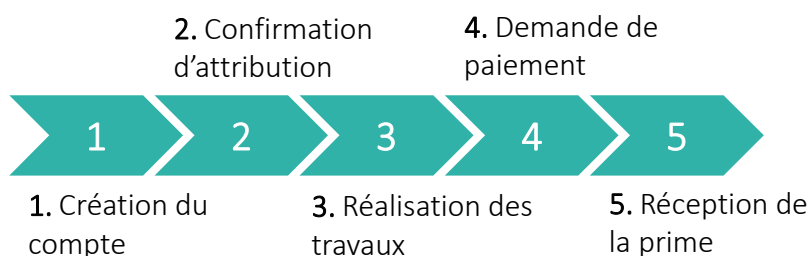 2. Confirmation
d’attribution
4. Demande de
paiement
1
2
3
4
5
1. Création du
compte
3. Réalisation des
travaux
5. Réception de
la prime